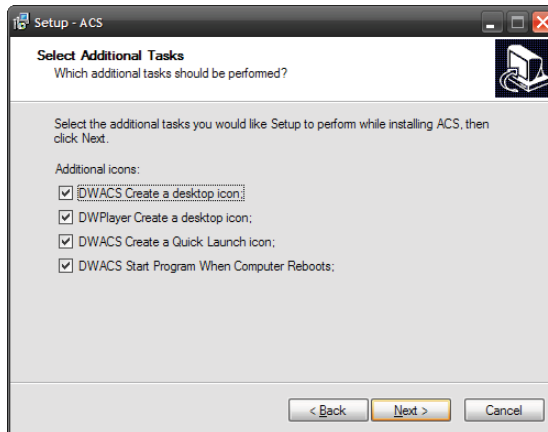 Setup - ACS
Select Additional Tasks
Which additional tasks should be performed?
Select the additional tasks you would like Setup to perform while installing ACS, then
click Next.
Additional icons:
DWACS Create a desktop icon;
DWPlayer Create a desktop icon;
DWACS Create a Quick Launch icon;
DWACS Start Program When Computer Reboots;
< Back
Next >
Cancel